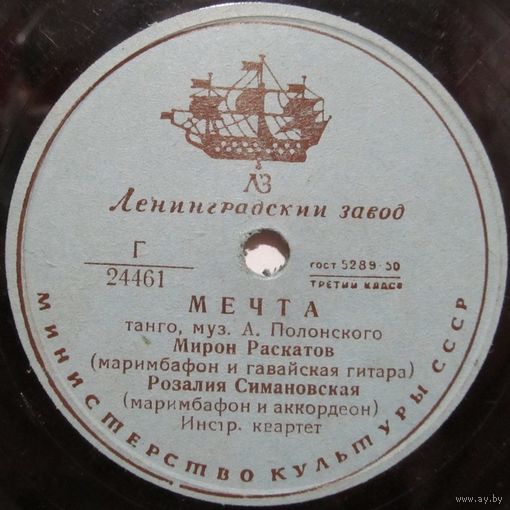 ЛЗ
Ленинградский завод
Г
24461
ГОСТ 5289-50
ТРЕТИЙ КЛАСС
МЕЧТА
танго, муз. А. Полонского
Мирон Раскатов
(маримбафон и гавайская гитара)
Розалия Симановская
(маримбафон и аккордеон)
Инстр. квартет
МИНИСТЕРСТВО КУЛЬТУРЫ СССР
www.ay.by